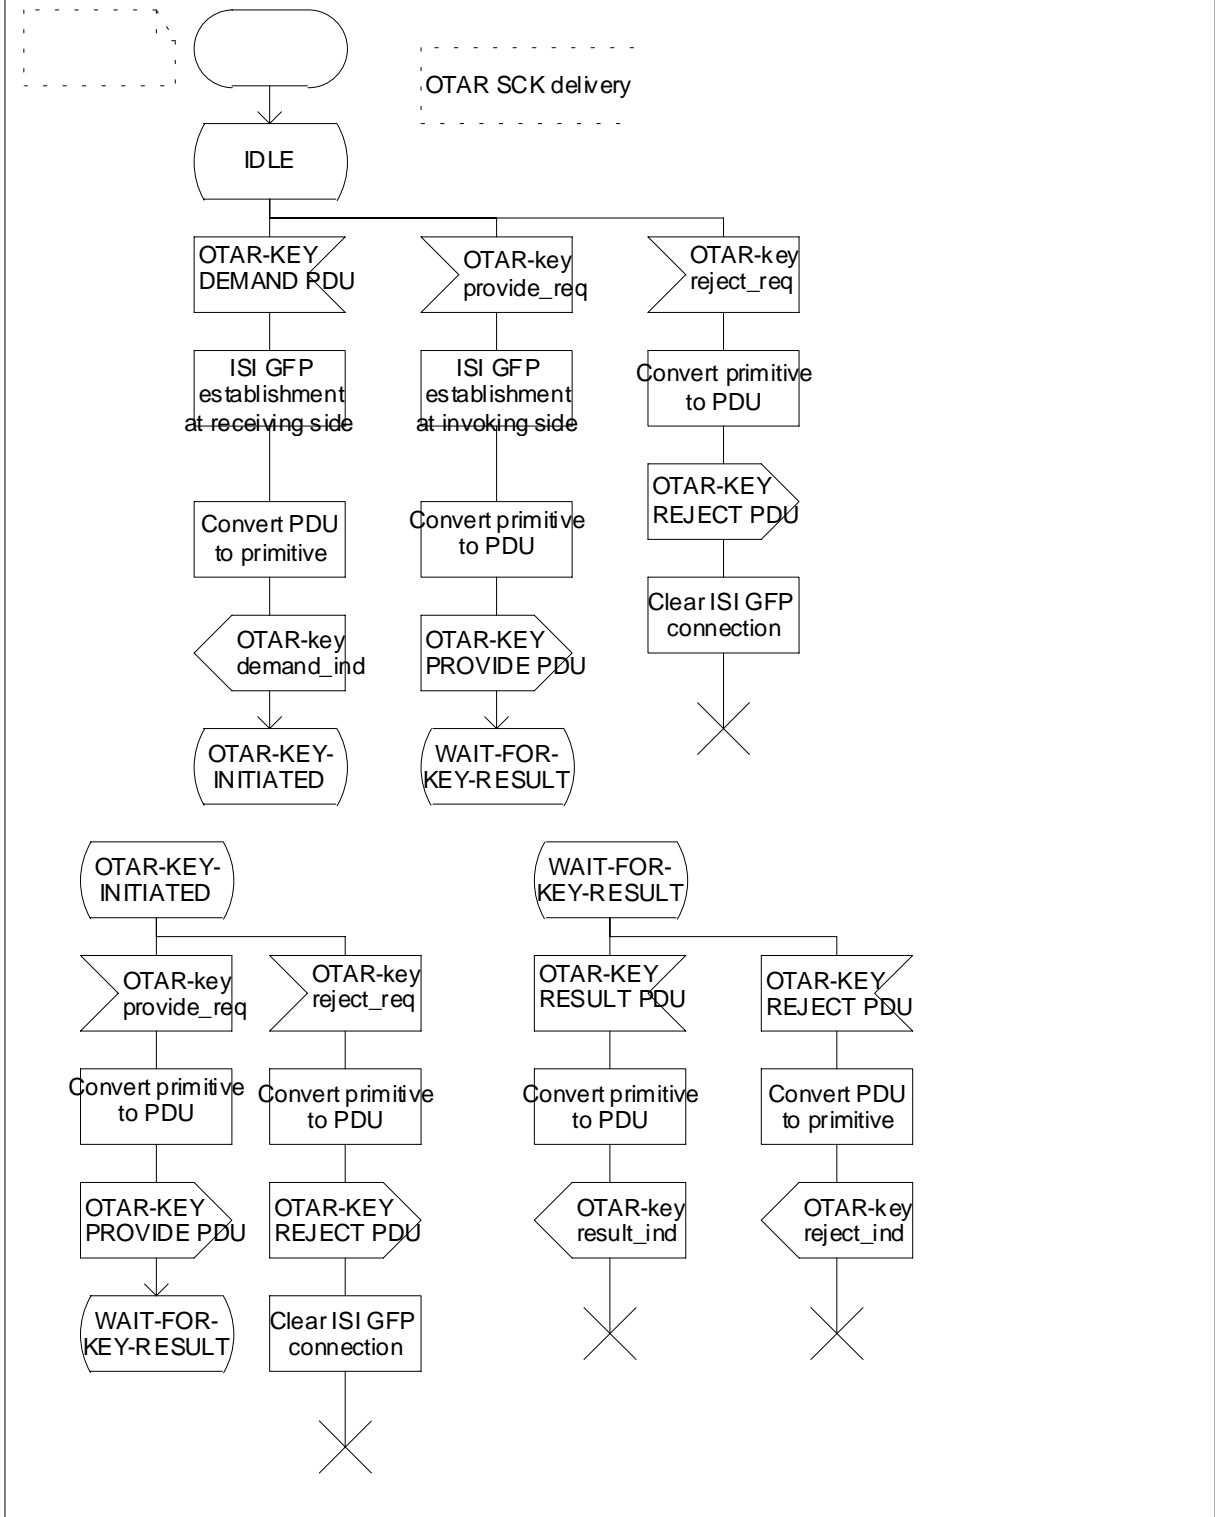 OTAR SCK delivery
IDLE
OTAR-KEY
DEMAND PDU
OTAR-key
provide_req
OTAR-key
reject_req
ISI GFP
establishment
at receiving side
ISI GFP
establishment
at invoking side
Convert primitive
to PDU
OTAR-KEY
REJECT PDU
Convert PDU
to primitive
Convert primitive
to PDU
Clear ISI GFP
connection
OTAR-key
demand_ind
OTAR-KEY
PROVIDE PDU
OTAR-KEY-
INITIATED
WAIT-FOR-
KEY-RESULT
OTAR-KEY-
INITIATED
WAIT-FOR-
KEY-RESULT
OTAR-key
provide_req
OTAR-key
reject_req
OTAR-KEY
RESULT PDU
OTAR-KEY
REJECT PDU
Convert primitive
to PDU
Convert primitive
to PDU
Convert primitive
to PDU
Convert PDU
to primitive
OTAR-KEY
PROVIDE PDU
OTAR-KEY
REJECT PDU
OTAR-key
result_ind
OTAR-key
reject_ind
WAIT-FOR-
KEY-RESULT
Clear ISI GFP
connection